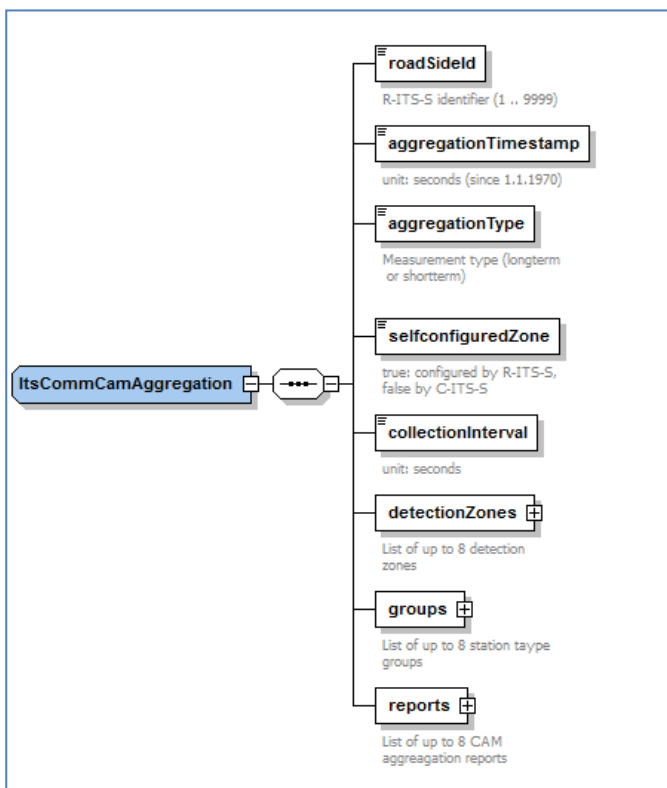 roadSideId
R-ITS-S identifier (1 .. 9999)
aggregationTimestamp
unit: seconds (since 1.1.1970)
aggregationType
Measurement type (longterm
or shortterm)
selfconfiguredZone
true: configured by R-ITS-S,
false by C-ITS-S
ItsCommCamAggregation
collectionInterval
unit: seconds
detectionZones
List of up to 8 detection
zones
groups
List of up to 8 station taype
groups
reports
List of up to 8 CAM
aggreagation reports